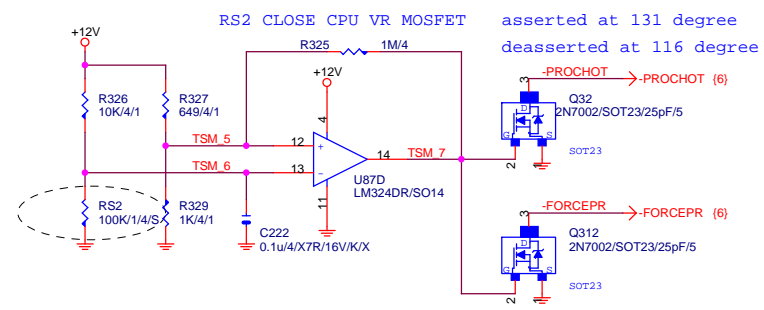 RS2 CLOSE CPU VR MOSFET
asserted at 131 degree
deasserted at 116 degree
+12V
R325
1M/4
+12V
R326
10K/4/1
R327
649/4/1
TSM_5
TSM_6
12
13
+
−
4
11
14
TSM_7
U87D
LM324DR/SO14
RS2
100K/1/4/S
R329
1K/4/1
C222
0.1u/4/X7R/16V/K/X
3
-PROCHOT
-PROCHOT {6}
Q32
2N7002/SOT23/25pF/5
D
G
S
SOT23
2
1
3
-FORCEPR
-FORCEPR {6}
Q312
2N7002/SOT23/25pF/5
D
G
S
SOT23
2
1